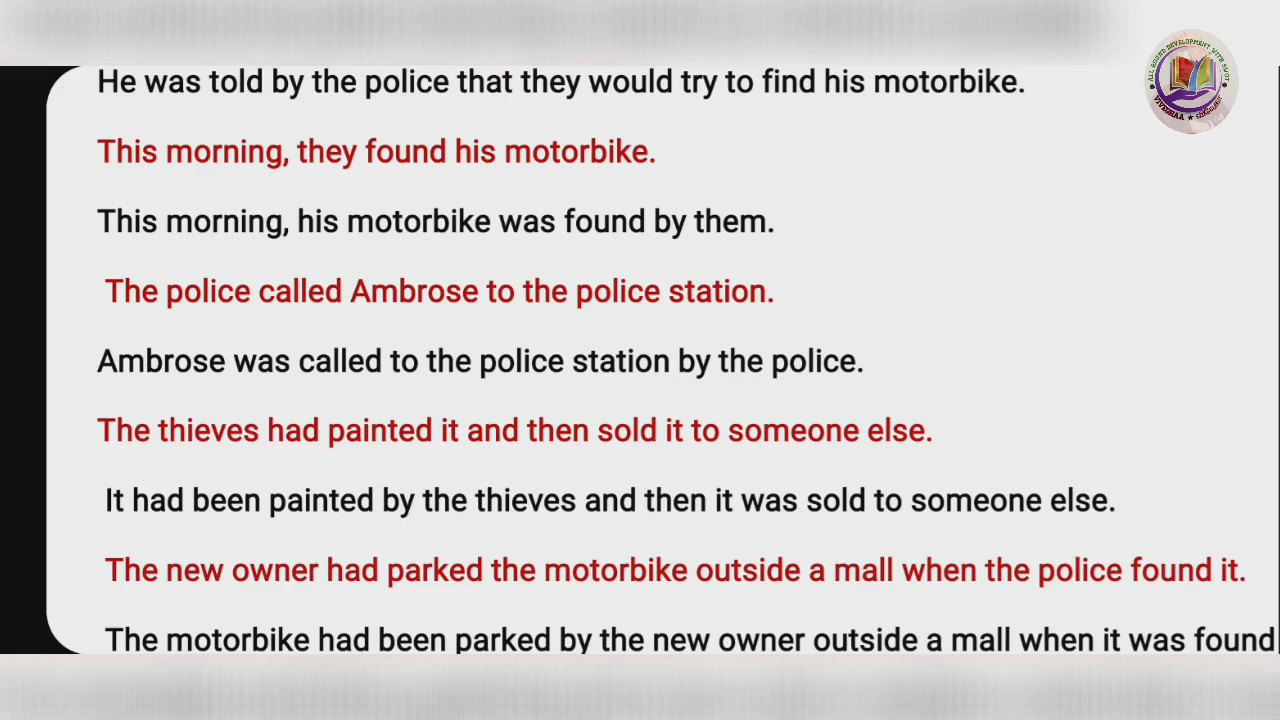 He was told by the police that they would try to find his motorbike.
This morning, they found his motorbike.
This morning, his motorbike was found by them.
The police called Ambrose to the police station.
Ambrose was called to the police station by the police.
The thieves had painted it and then sold it to someone else.
It had been painted by the thieves and then it was sold to someone else.
The new owner had parked the motorbike outside a mall when the police found it.
The motorbike had been parked by the new owner outside a mall when it was found
ALL ROUND DEVELOPMENT WITH